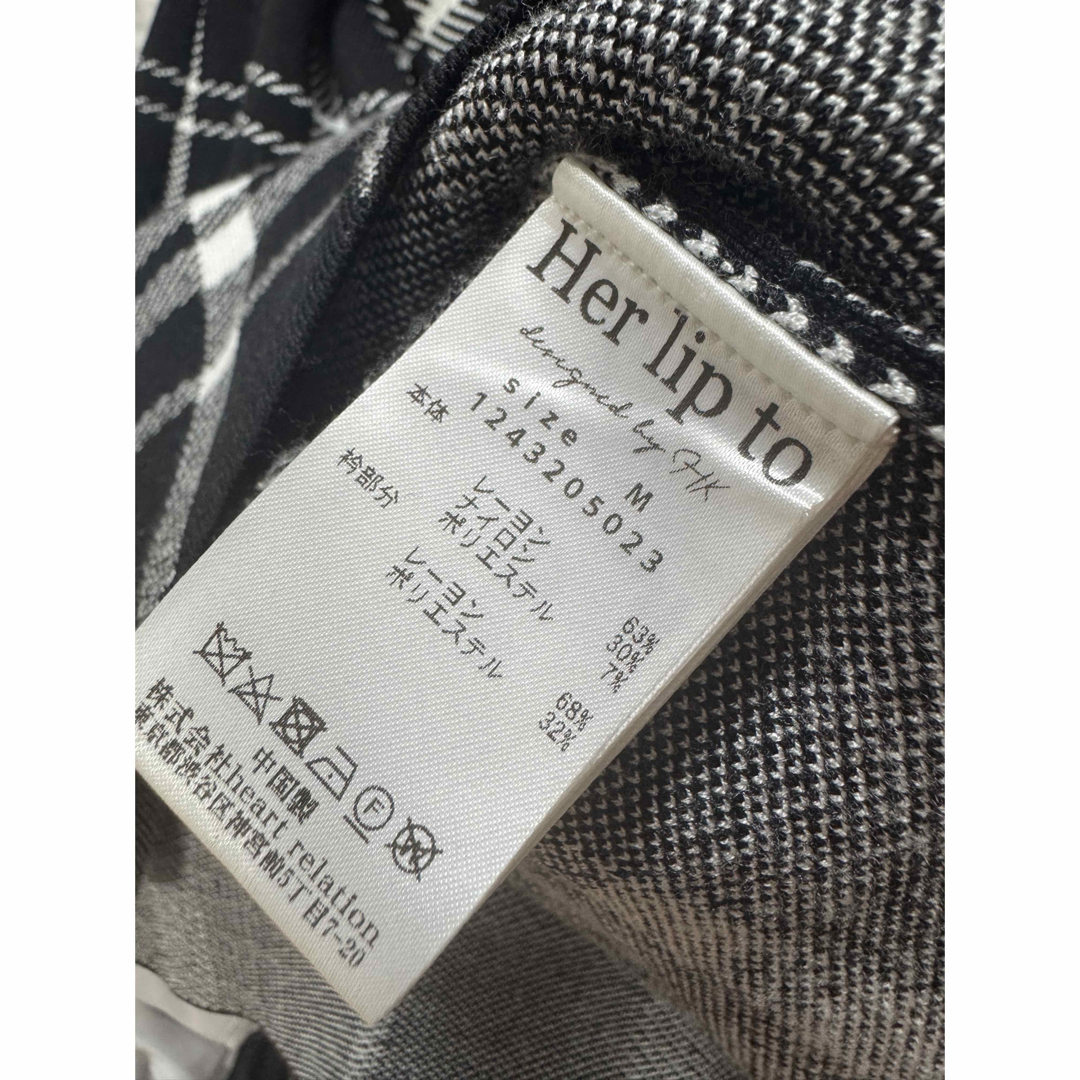 Her lip to
designed by HK
size M
1243205023
本体
レーヨン 63%
ナイロン 30%
ポリエステル 7%
衿部分
レーヨン 68%
ポリエステル 32%
F
W
中国製
株式会社heart relation
東京都渋谷区神宮前5丁目7-20